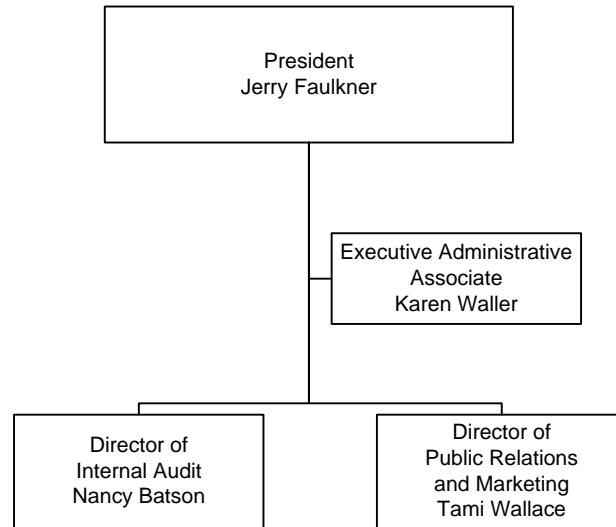 President
Jerry Faulkner
Executive Administrative
Associate
Karen Waller
Director of
Internal Audit
Nancy Batson
Director of
Public Relations
and Marketing
Tami Wallace